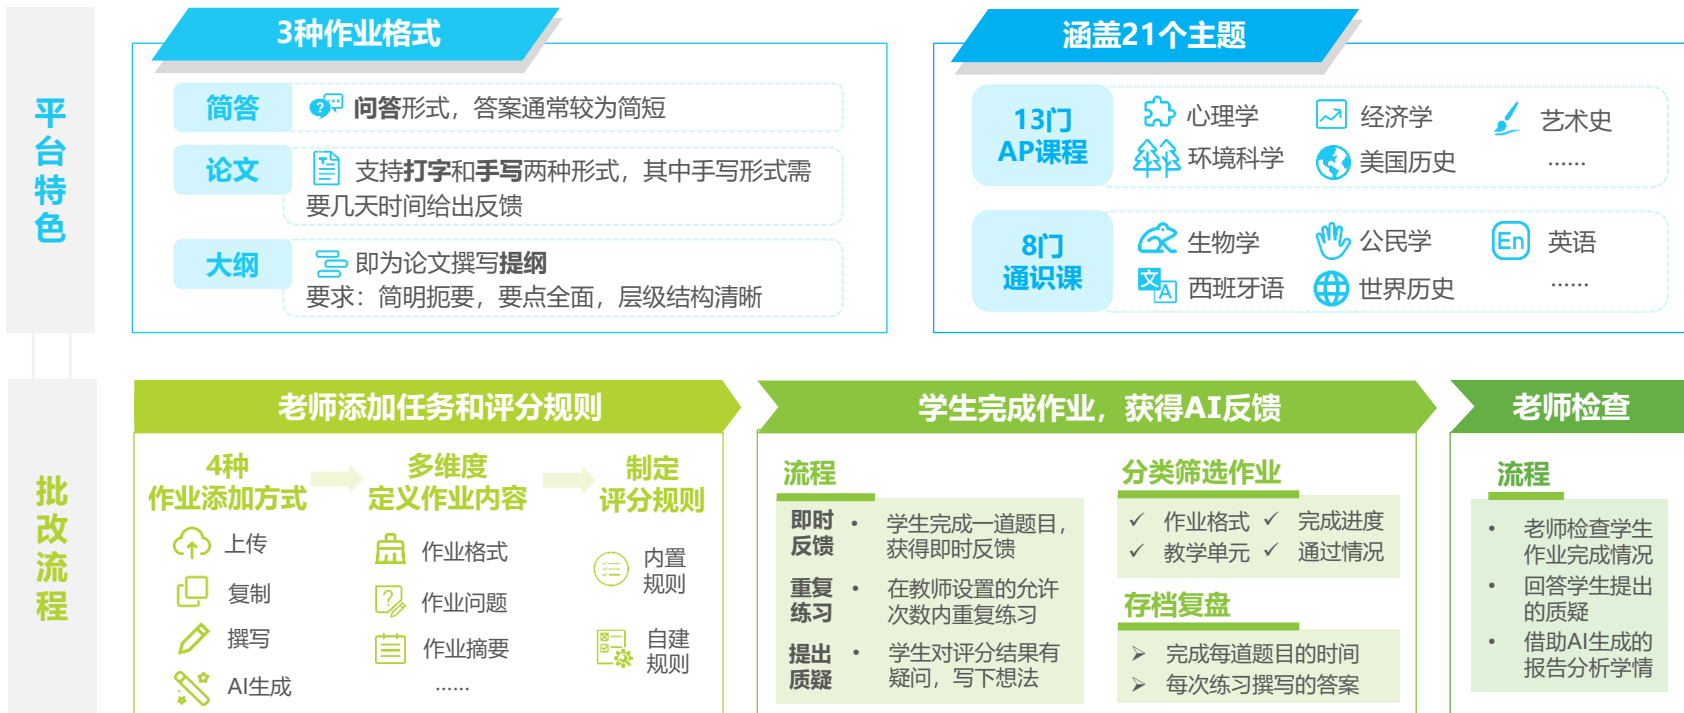 平台特色
3种作业格式
简答
问答形式，答案通常较为简短
论文
支持打字和手写两种形式，其中手写形式需
要几天时间给出反馈
大纲
即为论文撰写提纲
要求：简明扼要，要点全面，层级结构清晰
涵盖21个主题
13门
AP课程
心理学
经济学
艺术史
环境科学
美国历史
……
8门
通识课
生物学
公民学
En
英语
西班牙语
世界历史
……
批改流程
老师添加任务和评分规则
4种
作业添加方式
上传
复制
撰写
AI生成
多维度
定义作业内容
作业格式
作业问题
作业摘要
……
制定
评分规则
内置
规则
自建
规则
学生完成作业，获得AI反馈
流程
即时
反馈
• 学生完成一道题目，
获得即时反馈
重复
练习
• 在教师设置的允许
次数内重复练习
提出
质疑
• 学生对评分结果有
疑问，写下想法
分类筛选作业
✓ 作业格式 ✓ 完成进度
✓ 教学单元 ✓ 通过情况
存档复盘
➢ 完成每道题目的时间
➢ 每次练习撰写的答案
老师检查
流程
• 老师检查学生
作业完成情况
• 回答学生提出
的质疑
• 借助AI生成的
报告分析学情